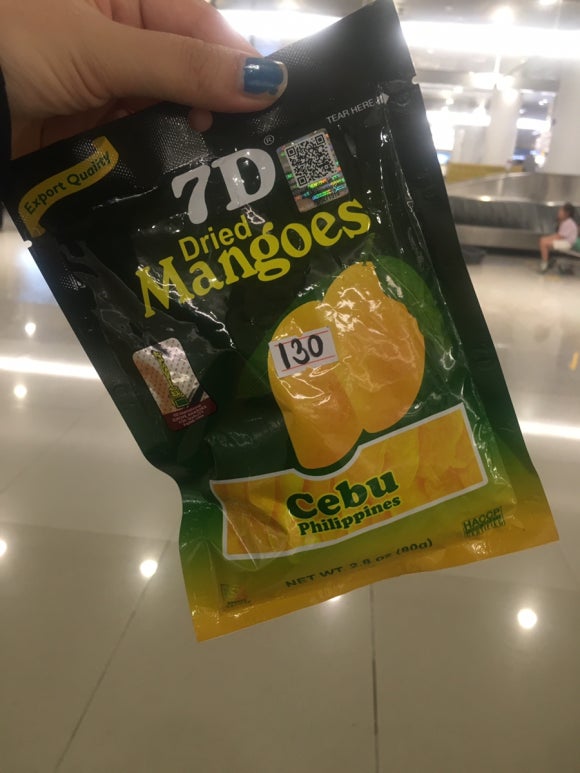 TEAR HERE
Export Quality
7D®
Dried
Mangoes
130
Cebu
Philippines
HACCP
NET WT. 2.8 oz (80g)